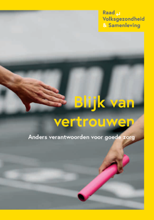 Raad
Volksgezondheid
& Samenleving
Blijk van
vertrouwen
Anders verantwoorden voor goede zorg